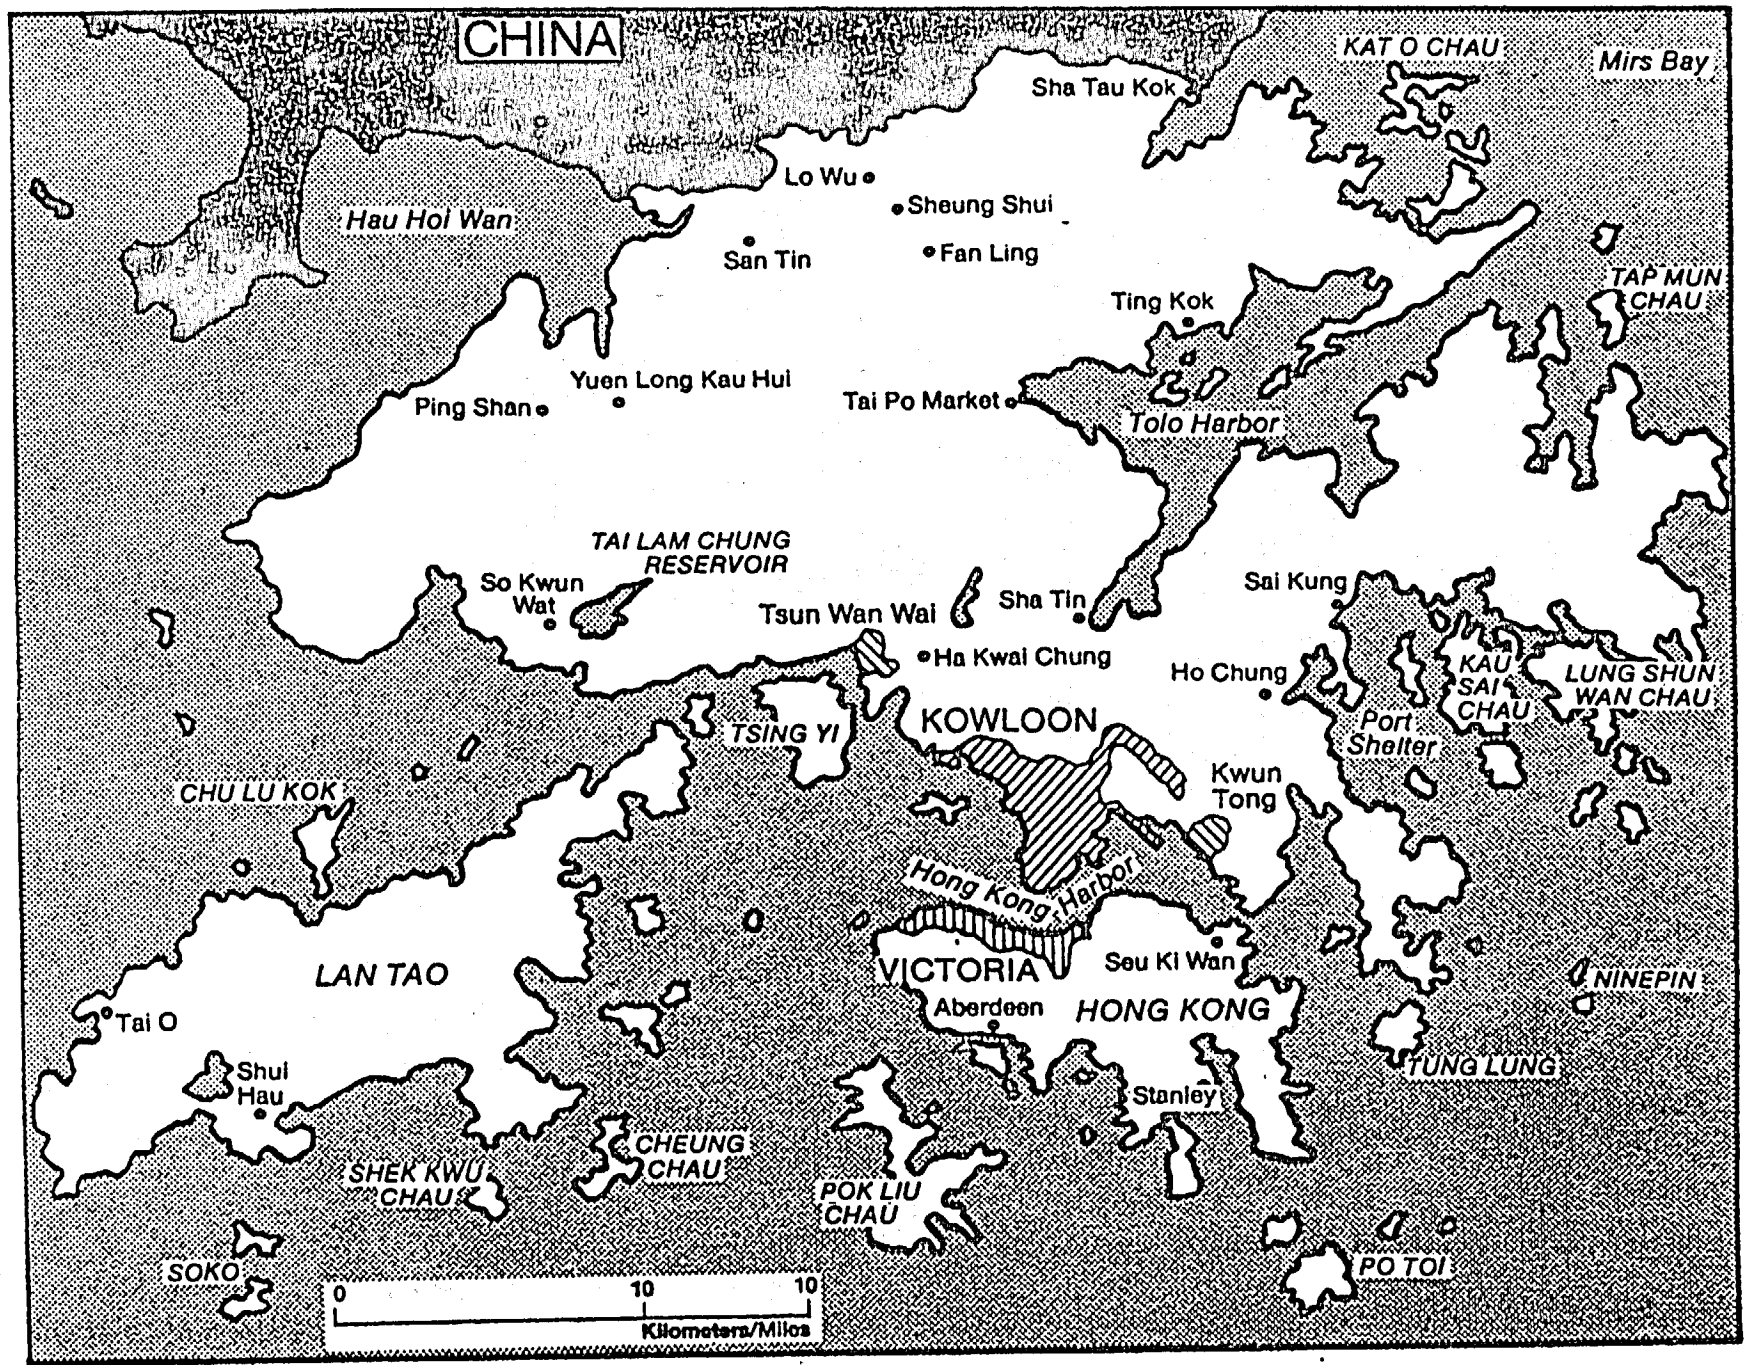 CHINA
KAT O CHAU
Mirs Bay
Sha Tau Kok
Lo Wu
Sheung Shui
Hau Hoi Wan
San Tin
Fan Ling
TAP MUN
CHAU
Ting Kok
Yuen Long Kau Hui
Ping Shan
Tai Po Market
Tolo Harbor
TAI LAM CHUNG
RESERVOIR
So Kwun
Wat
Sha Tin
Sai Kung
Tsun Wan Wai
Ha Kwai Chung
Ho Chung
KAU
SAI
CHAU
LUNG SHUN
WAN CHAU
KOWLOON
TSING YI
Port
Shelter
Kwun
Tong
CHU LU KOK
Hong Kong Harbor
LAN TAO
VICTORIA
Seu Ki Wan
NINEPIN
Tai O
Aberdeen
HONG KONG
Shui
Hau
TUNG LUNG
Stanley
CHEUNG
CHAU
SHEK KWU
CHAU
POK LIU
CHAU
SOKO
PO TOI
0 10 10
Kilometers/Miles